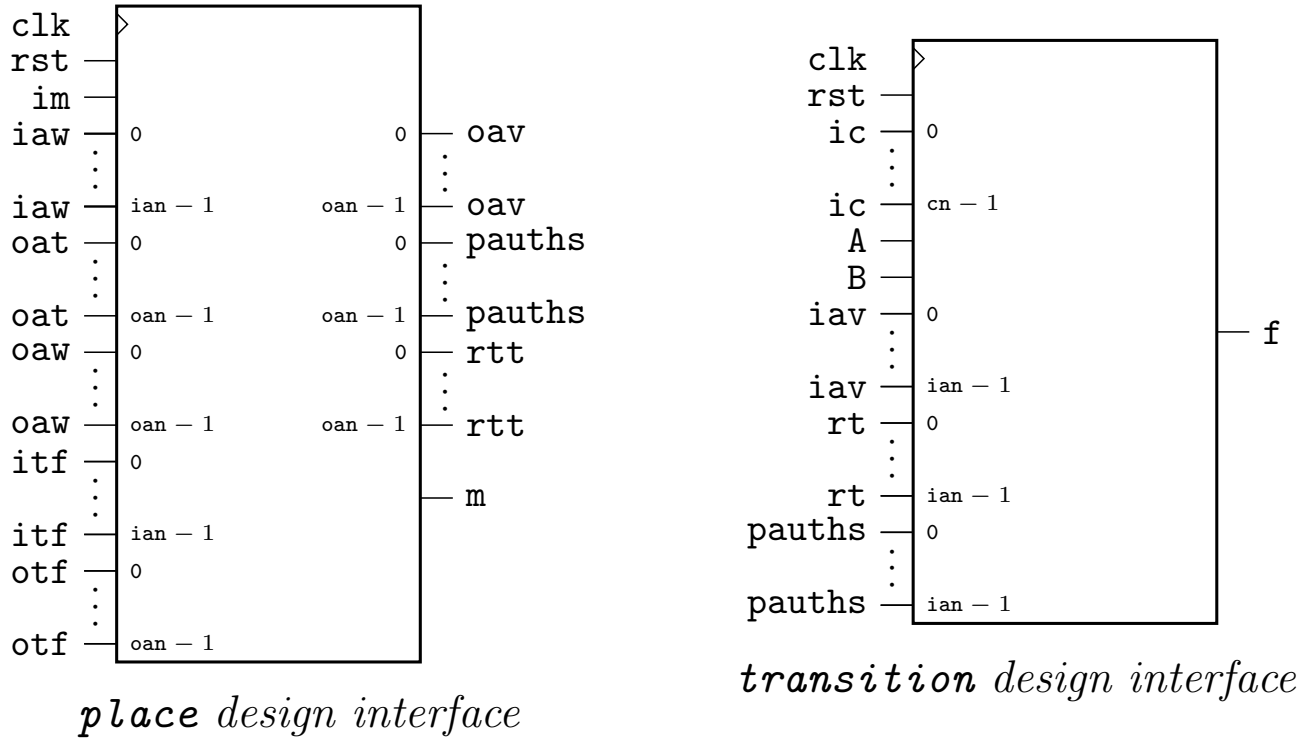 clk
rst
im
iaw 0 0 oav
iaw ian − 1 oan − 1 oav
oat 0 0 pauths
oat oan − 1 oan − 1 pauths
oaw 0 0 rtt
oaw oan − 1 oan − 1 rtt
itf 0
m
itf ian − 1
otf 0
otf oan − 1
place design interface
clk
rst
ic 0
ic cn − 1
A
B
iav 0
f
iav ian − 1
rt 0
rt ian − 1
pauths 0
pauths ian − 1
transition design interface